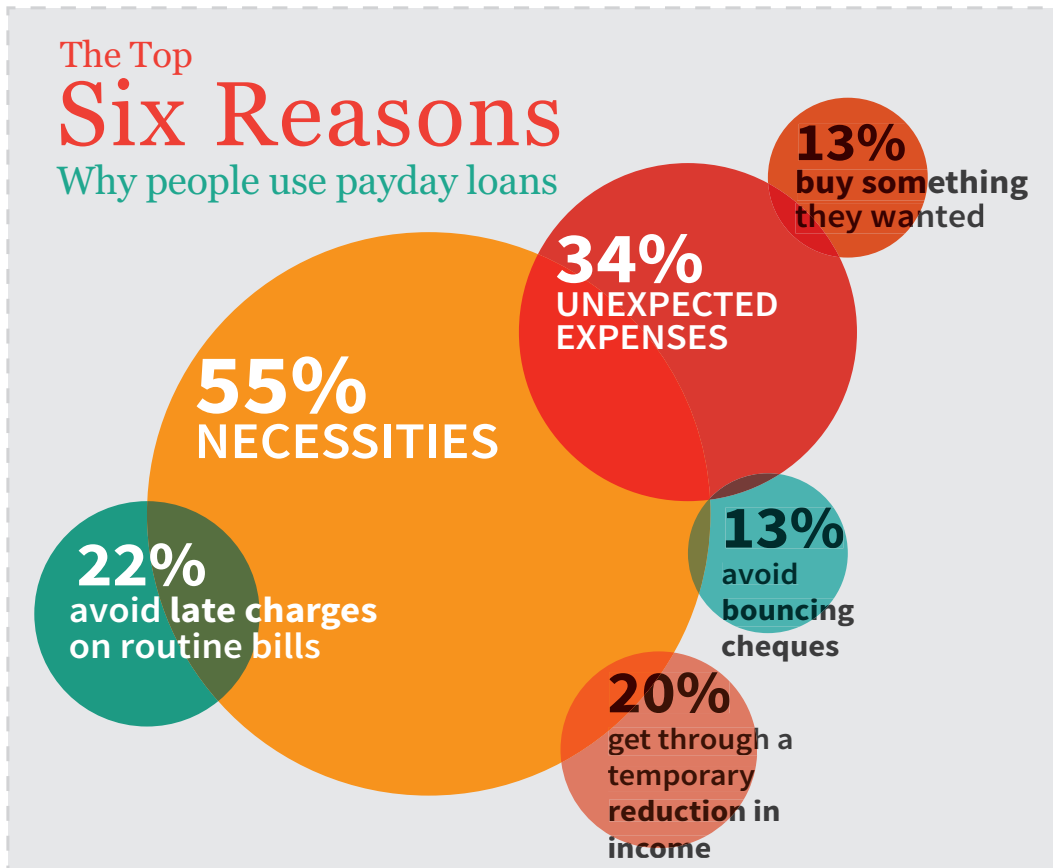 The Top
Six Reasons
Why people use payday loans
13%
buy something
they wanted
34%
UNEXPECTED
EXPENSES
55%
NECESSITIES
22%
avoid late charges
on routine bills
13%
avoid
bouncing
cheques
20%
get through a
temporary
reduction in
income